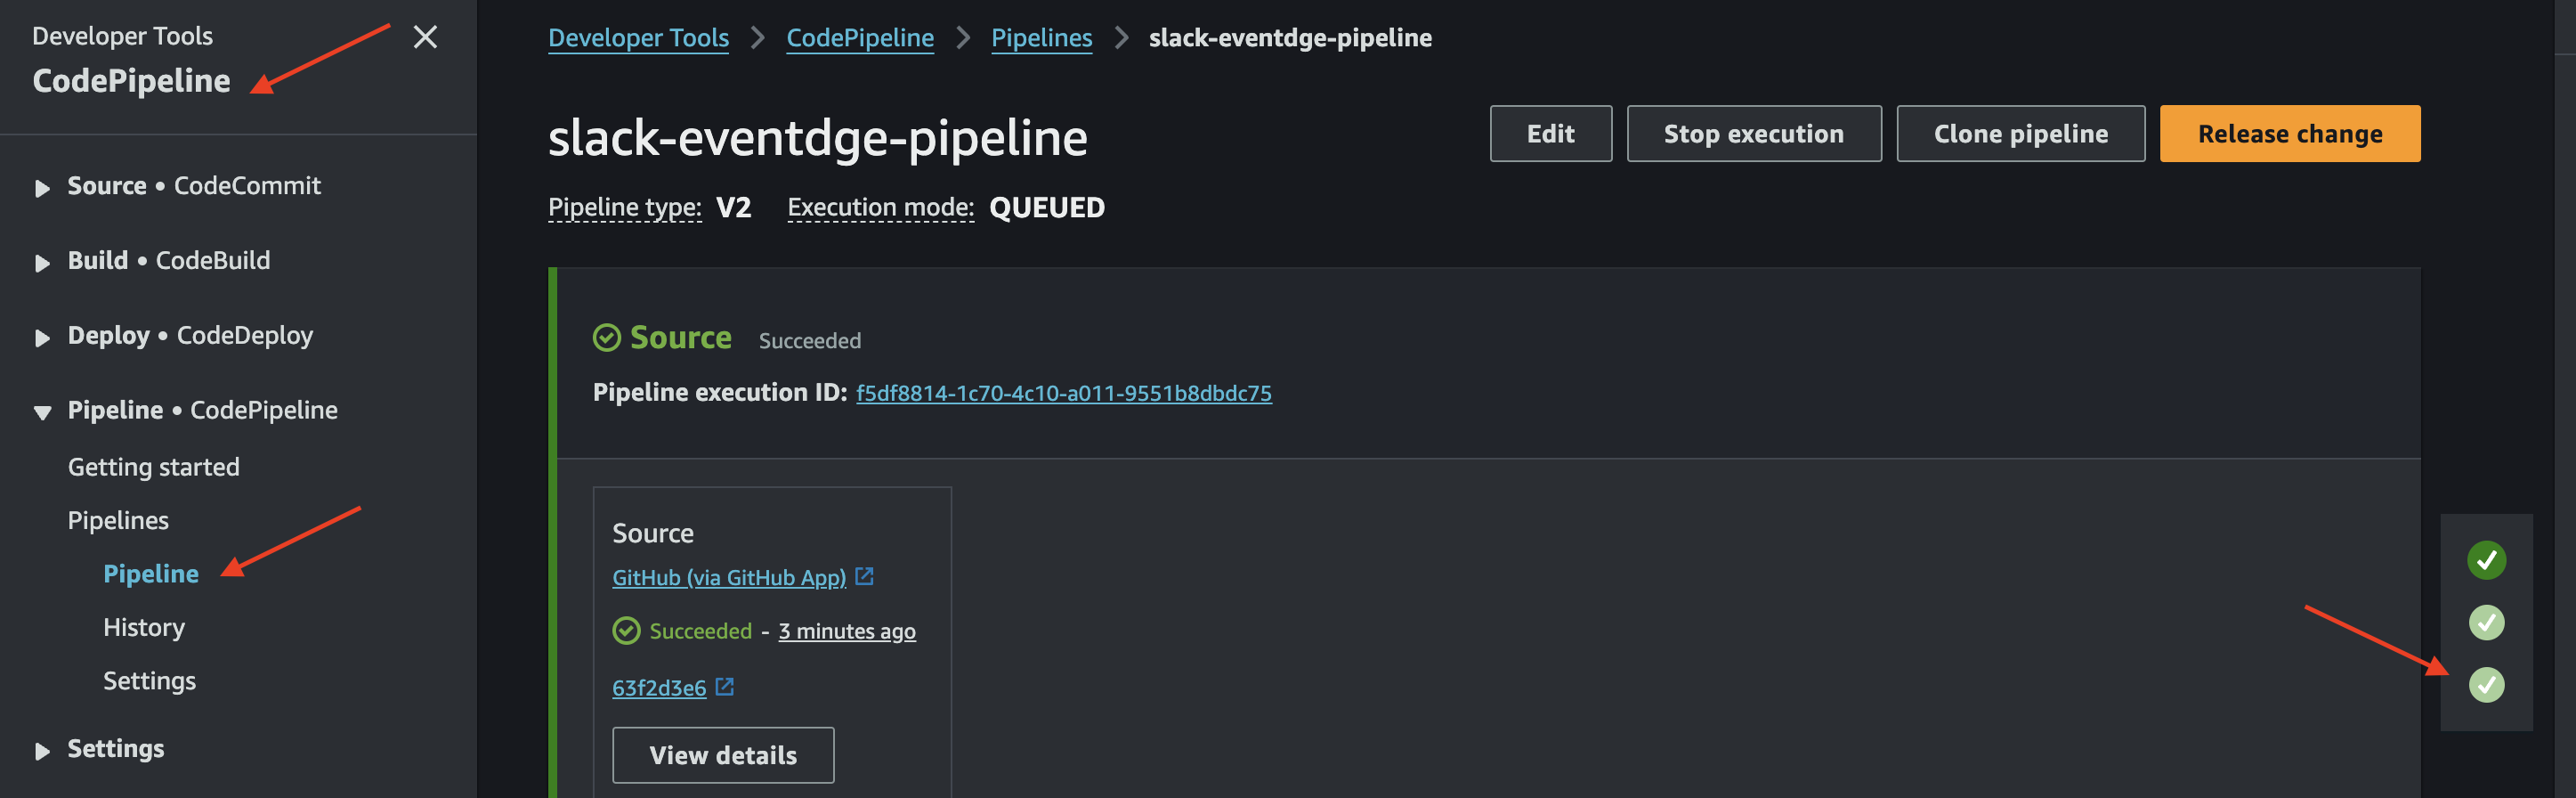 Developer Tools
CodePipeline
Source • CodeCommit
Build • CodeBuild
Deploy • CodeDeploy
Pipeline • CodePipeline
Getting started
Pipelines
Pipeline
History
Settings
Settings
Developer Tools > CodePipeline > Pipelines > slack-eventdge-pipeline
slack-eventdge-pipeline
Edit
Stop execution
Clone pipeline
Release change
Pipeline type: V2 Execution mode: QUEUED
Source Succeeded
Pipeline execution ID: f5df8814-1c70-4c10-a011-9551b8dbdc75
Source
GitHub (via GitHub App)
Succeeded - 3 minutes ago
63f2d3e6
View details